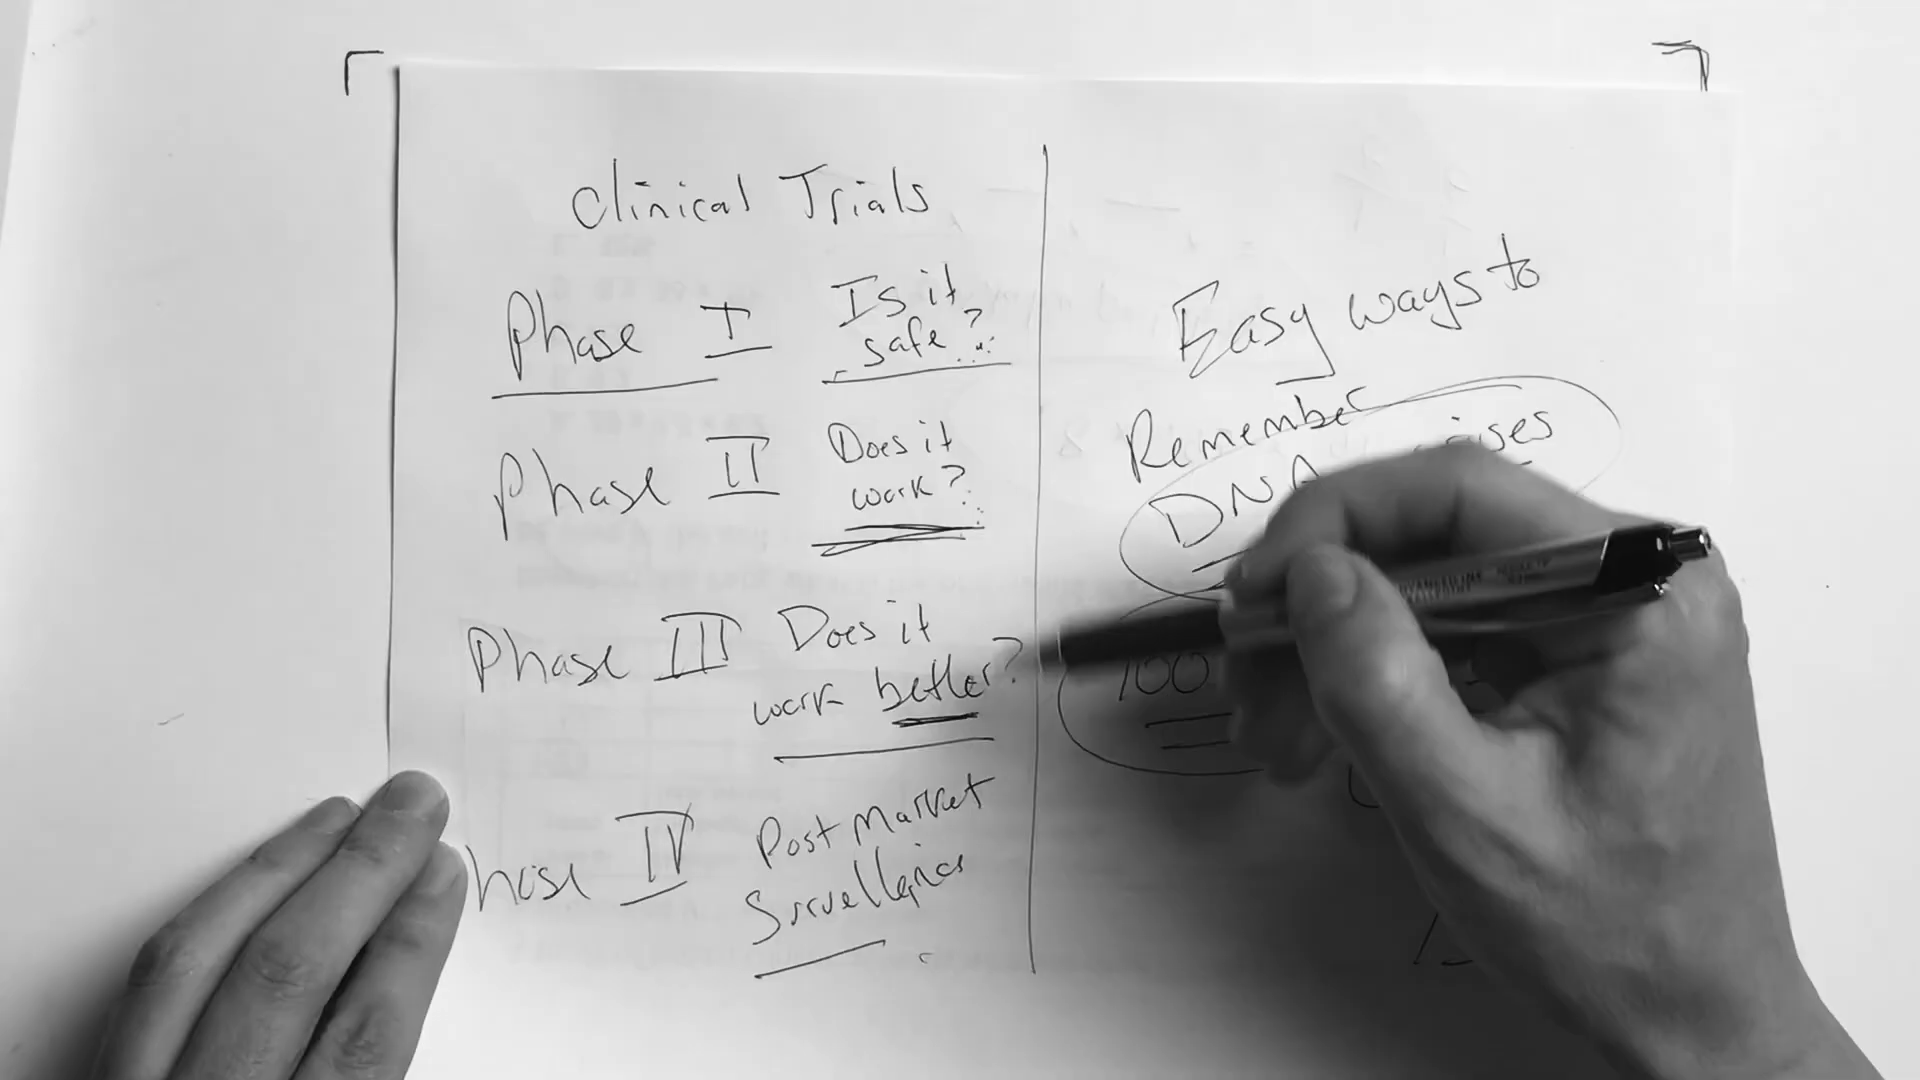 Clinical Trials
Phase I
Is it
safe?
Phase II
Does it
work?
Phase III
Does it
work better?
hase IV
Post Market
Easy ways to
Remember
DNA
100